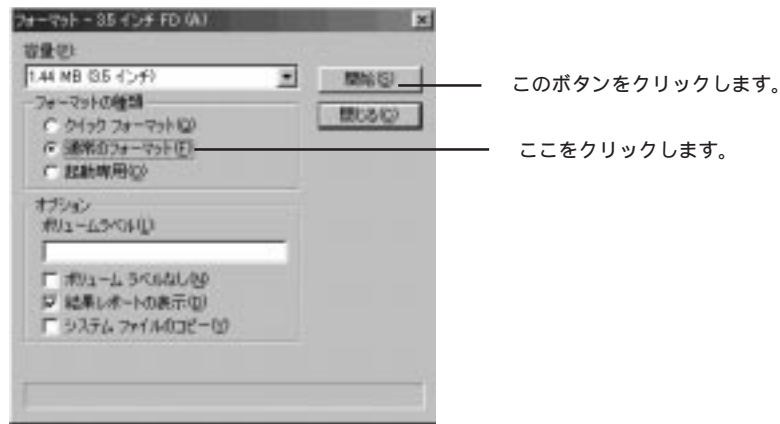 フォーマット - 3.5 インチ FD (A)
容量(P):
1.44 MB (3.5 インチ)
開始(S)
閉じる(C)
このボタンをクリックします。
フォーマットの種類
クイック フォーマット(Q)
通常のフォーマット(F)
起動専用(O)
ここをクリックします。
オプション
ボリュームラベル(L)
ボリューム ラベルなし(N)
結果レポートの表示(D)
システム ファイルのコピー(Y)